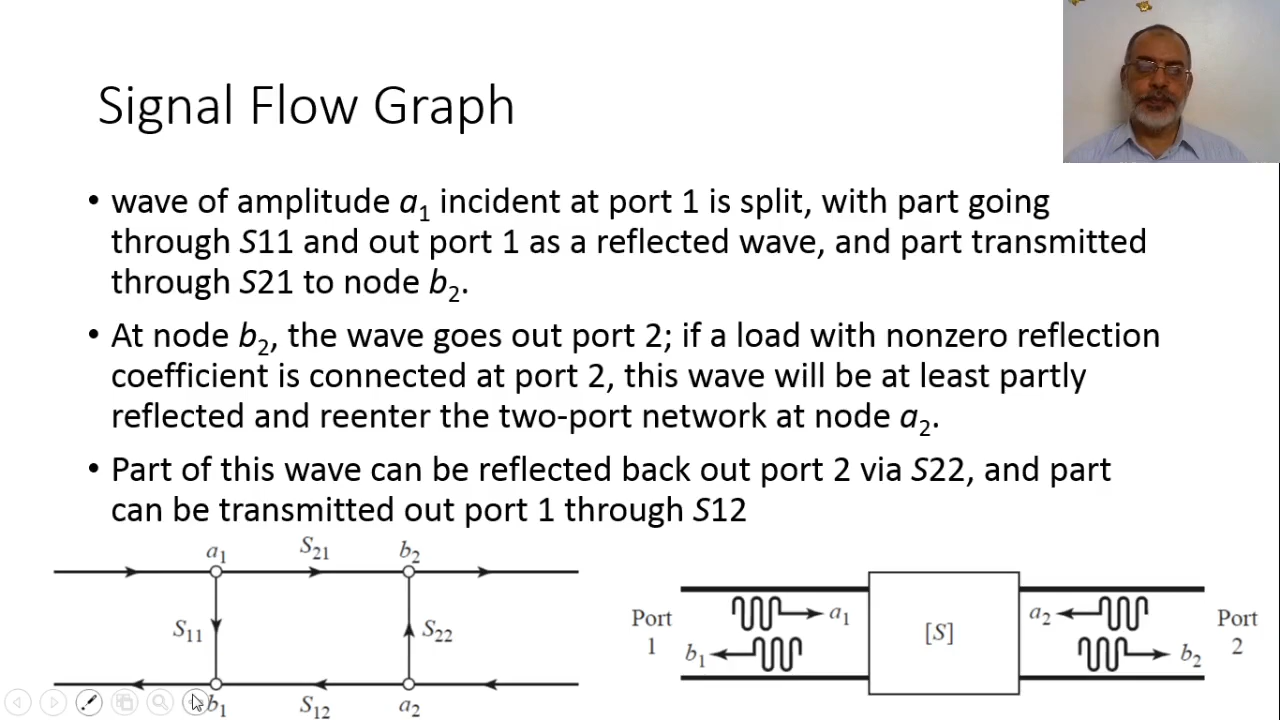 Signal Flow Graph
• wave of amplitude a1 incident at port 1 is split, with part going
through S11 and out port 1 as a reflected wave, and part transmitted
through S21 to node b2.
• At node b2, the wave goes out port 2; if a load with nonzero reflection
coefficient is connected at port 2, this wave will be at least partly
reflected and reenter the two-port network at node a2.
• Part of this wave can be reflected back out port 2 via S22, and part
can be transmitted out port 1 through S12
a1 S21 b2
S11 S22
b1 S12 a2
Port
1
a1
b1
[S]
a2
b2
Port
2